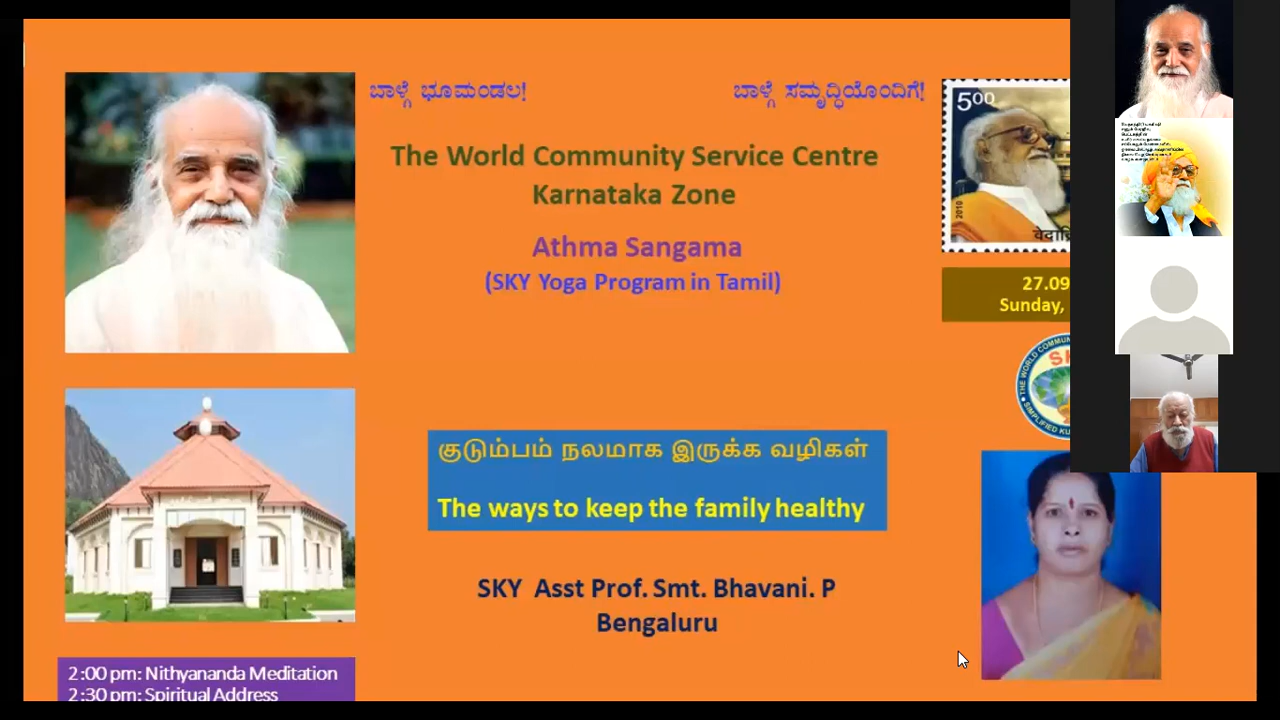 ಬಾಳ್ಗೆ ಭೂಮಂಡಲ!
ಬಾಳ್ಗೆ ಸಮೃದ್ಧಿಯೊಂದಿಗೆ!
The World Community Service Centre
Karnataka Zone
Athma Sangama
(SKY Yoga Program in Tamil)
500
2010
27.09
Sunday,
குடும்பம் நலமாக இருக்க வழிகள்
The ways to keep the family healthy
SKY Asst Prof. Smt. Bhavani. P
Bengaluru
2:00 pm: Nithyananda Meditation
2:30 pm: Spiritual Address